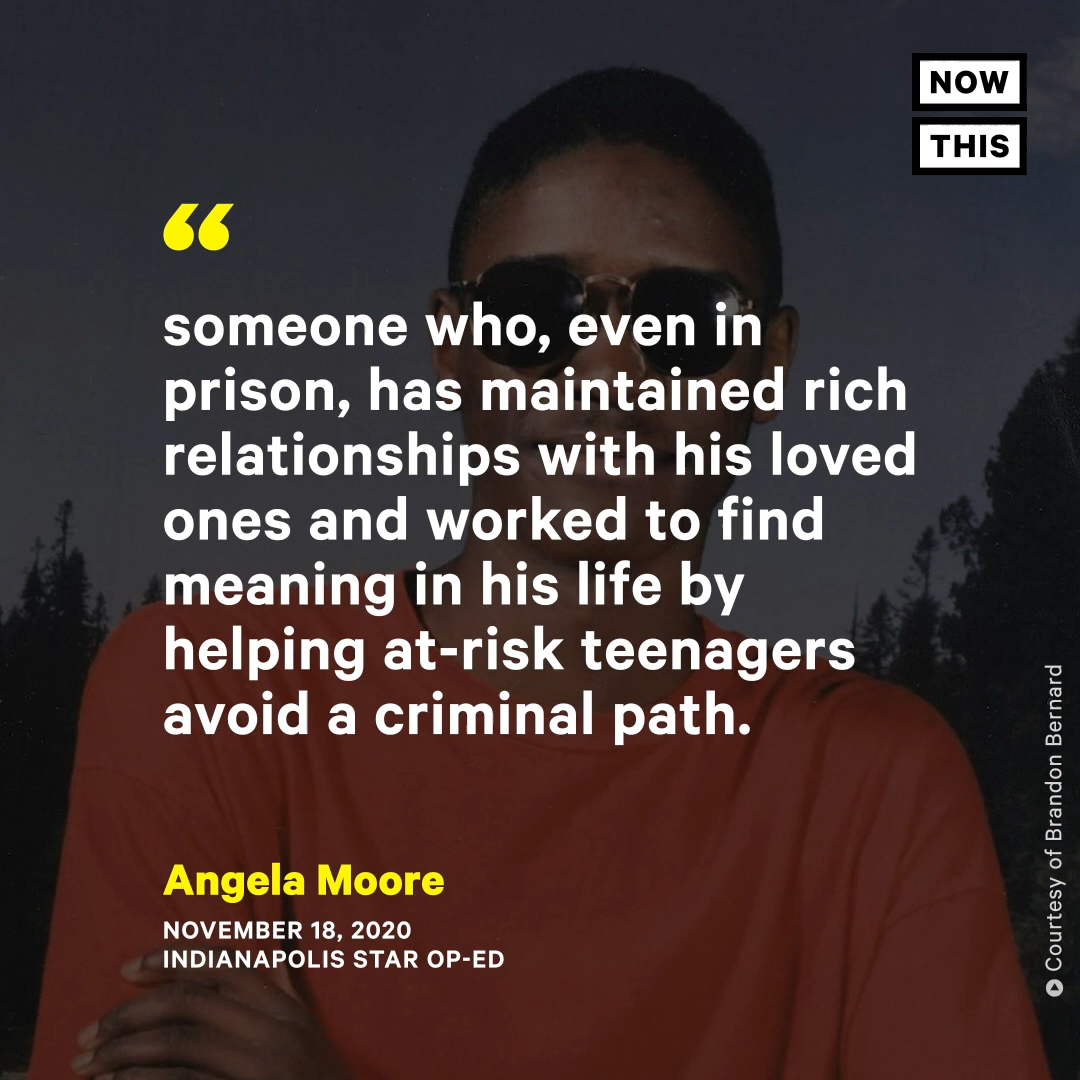 NOW
THIS
“
someone who, even in
prison, has maintained rich
relationships with his loved
ones and worked to find
meaning in his life by
helping at-risk teenagers
avoid a criminal path.
Angela Moore
NOVEMBER 18, 2020
INDIANAPOLIS STAR OP-ED
Courtesy of Brandon Bernard